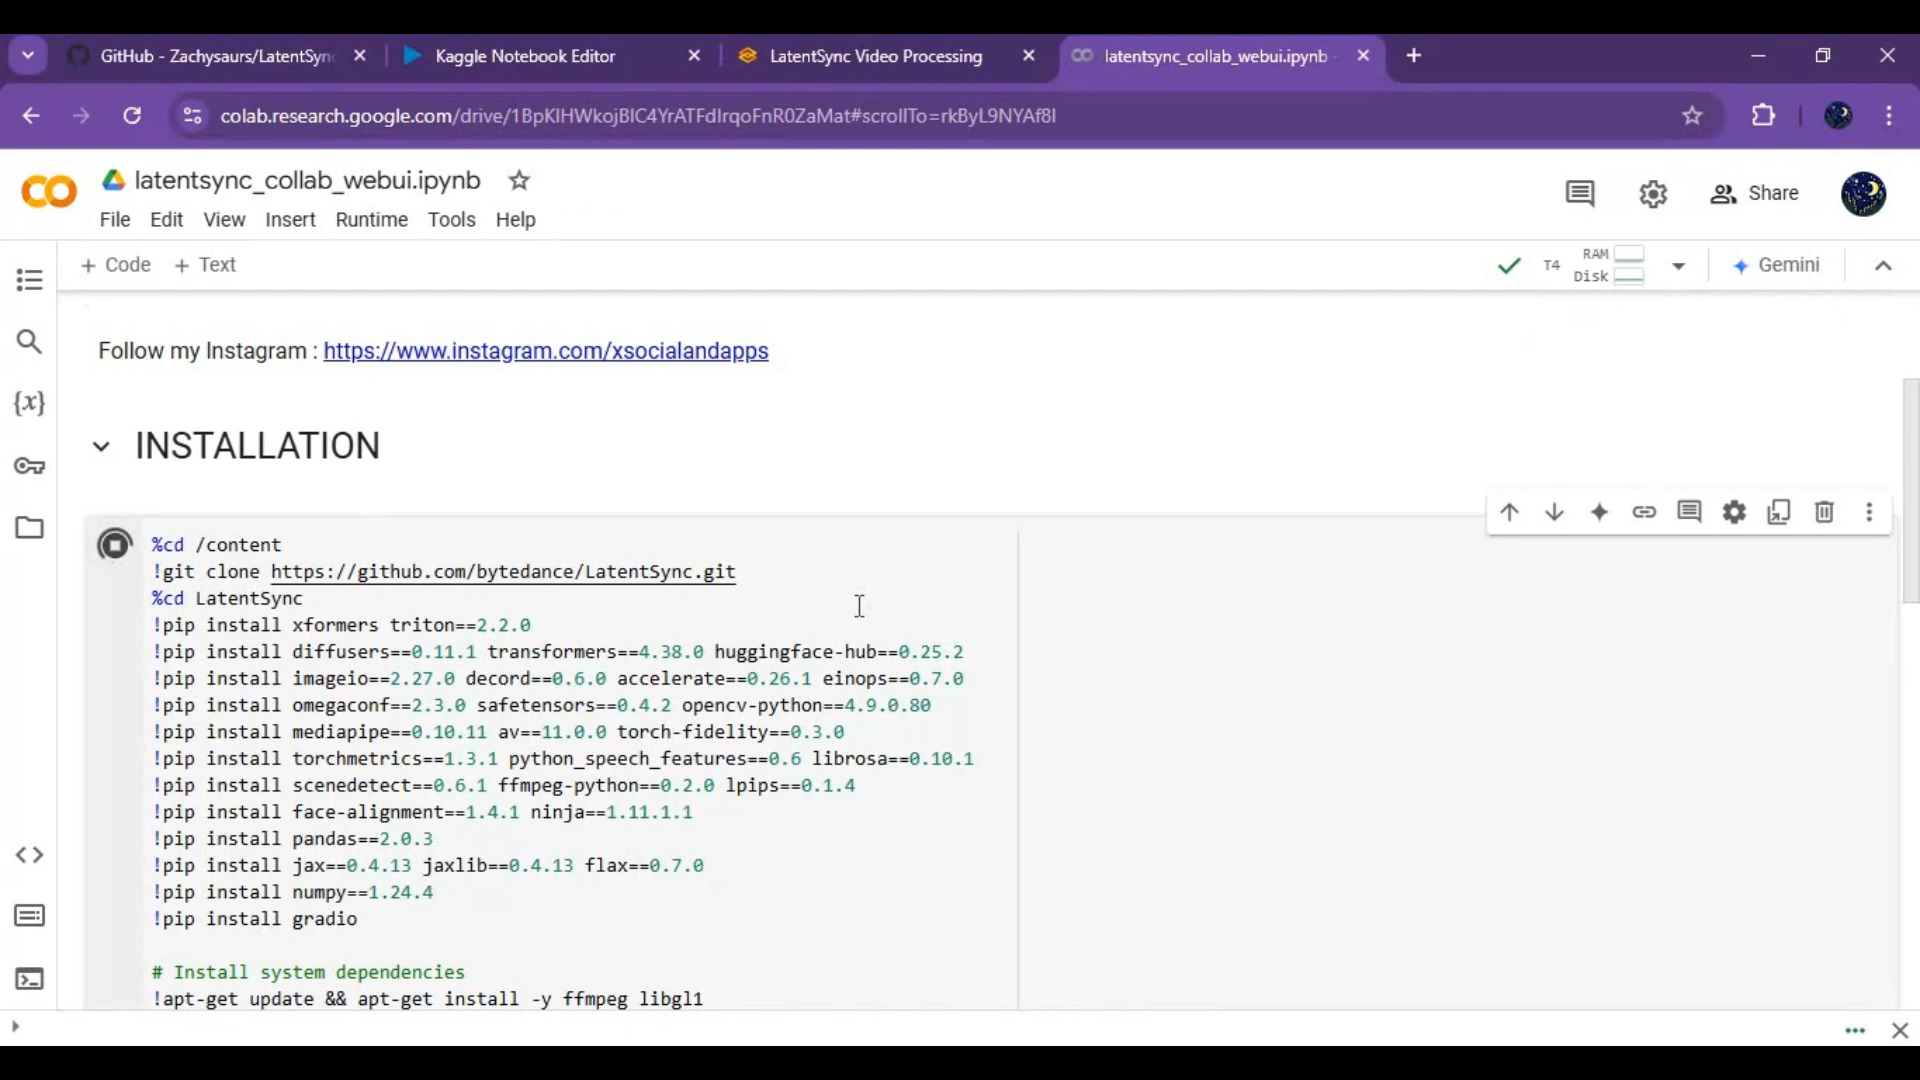 GitHub - Zachysaurs/LatentSync
Kaggle Notebook Editor
LatentSync Video Processing
latentsync_collab_webui.ipynb
colab.research.google.com/drive/1BpKlHWkojBlC4YrATFdIrqoFnR0ZaMat#scrollTo=rkByL9NYAf8I
latentsync_collab_webui.ipynb
Share
File Edit View Insert Runtime Tools Help
+ Code + Text
T4
RAM
Disk
Gemini
Follow my Instagram : https://www.instagram.com/xsocialandapps
INSTALLATION
%cd /content
!git clone https://github.com/bytedance/LatentSync.git
%cd LatentSync
!pip install xformers triton==2.2.0
!pip install diffusers==0.11.1 transformers==4.38.0 huggingface-hub==0.25.2
!pip install imageio==2.27.0 decord==0.6.0 accelerate==0.26.1 einops==0.7.0
!pip install omegaconf==2.3.0 safetensors==0.4.2 opencv-python==4.9.0.80
!pip install mediapipe==0.10.11 av==11.0.0 torch-fidelity==0.3.0
!pip install torchmetrics==1.3.1 python_speech_features==0.6 librosa==0.10.1
!pip install scenedetect==0.6.1 ffmpeg-python==0.2.0 lpips==0.1.4
!pip install face-alignment==1.4.1 ninja==1.11.1.1
!pip install pandas==2.0.3
!pip install jax==0.4.13 jaxlib==0.4.13 flax==0.7.0
!pip install numpy==1.24.4
!pip install gradio
# Install system dependencies
!apt-get update && apt-get install -y ffmpeg libgl1